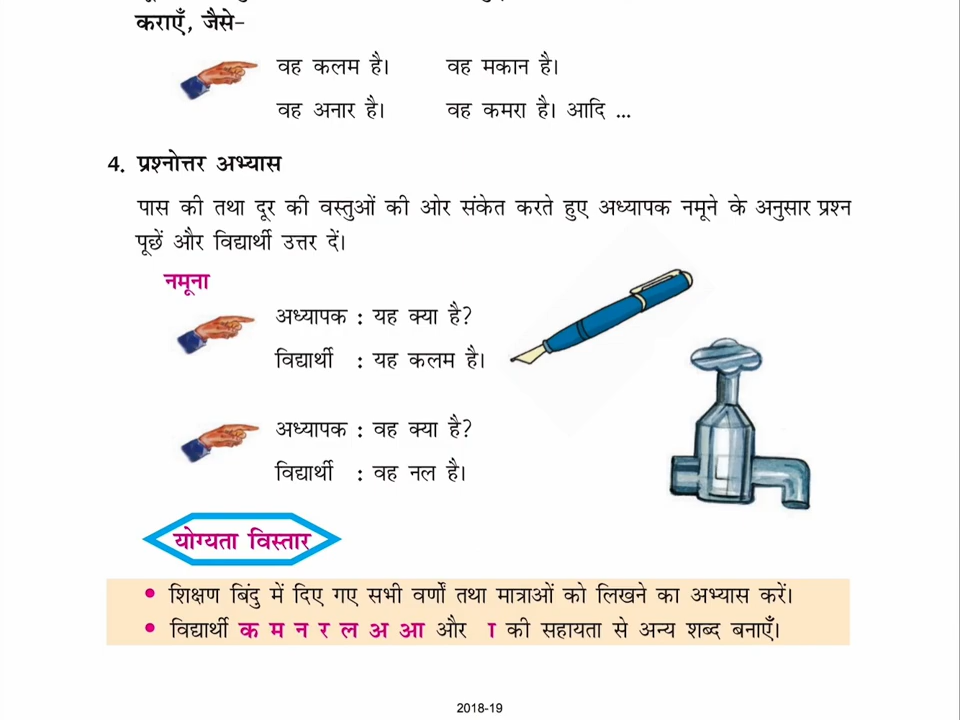 कराएँ, जैसे-
वह कलम है। वह मकान है।
वह अनार है। वह कमरा है। आदि ...
4. प्रश्नोत्तर अभ्यास
पास की तथा दूर की वस्तुओं की ओर संकेत करते हुए अध्यापक नमूने के अनुसार प्रश्न
पूछें और विद्यार्थी उत्तर दें।
नमूना
अध्यापक : यह क्या है?
विद्यार्थी : यह कलम है।
अध्यापक : वह क्या है?
विद्यार्थी : वह नल है।
योग्यता विस्तार
• शिक्षण बिंदु में दिए गए सभी वर्णों तथा मात्राओं को लिखने का अभ्यास करें।
• विद्यार्थी क म न र ल अ आ और ा की सहायता से अन्य शब्द बनाएँ।
2018-19